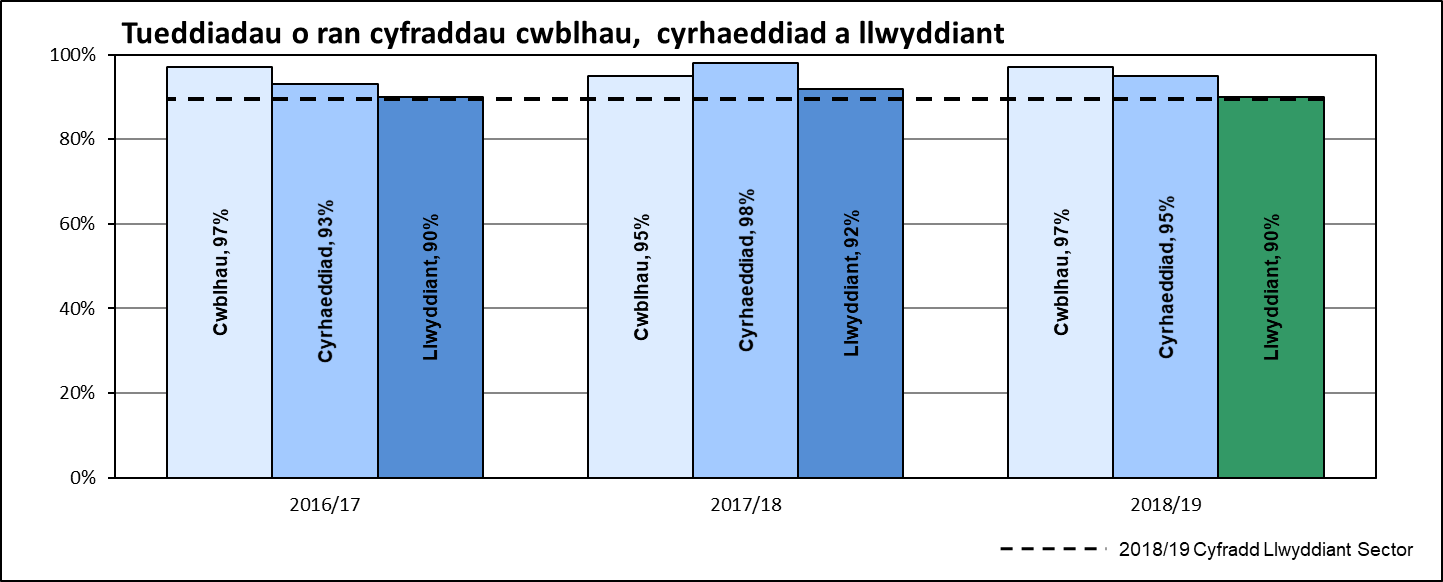 Tueddiadau o ran cyfraddau cwblhau,  cyrhaeddiad a llwyddiant
100%
80%
60%
40%
20%
0%
Cwblhau, 97%
Cyrhaeddiad, 93%
Llwyddiant, 90%
Cwblhau, 95%
Cyrhaeddiad, 98%
Llwyddiant, 92%
Cwblhau, 97%
Cyrhaeddiad, 95%
Llwyddiant, 90%
2016/17
2017/18
2018/19
2018/19 Cyfradd Llwyddiant Sector